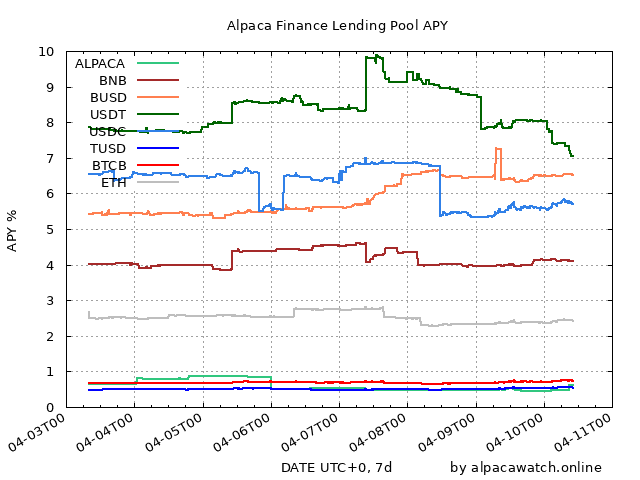 Alpaca Finance Lending Pool APY
10
9
8
7
6
5
4
3
2
1
0
APY %
ALPACA
BNB
BUSD
USDT
USDC
TUSD
BTCB
ETH
04-03T00
04-04T00
04-05T00
04-06T00
04-07T00
04-08T00
04-09T00
04-10T00
04-11T00
DATE UTC+0, 7d
by alpacawatch.online